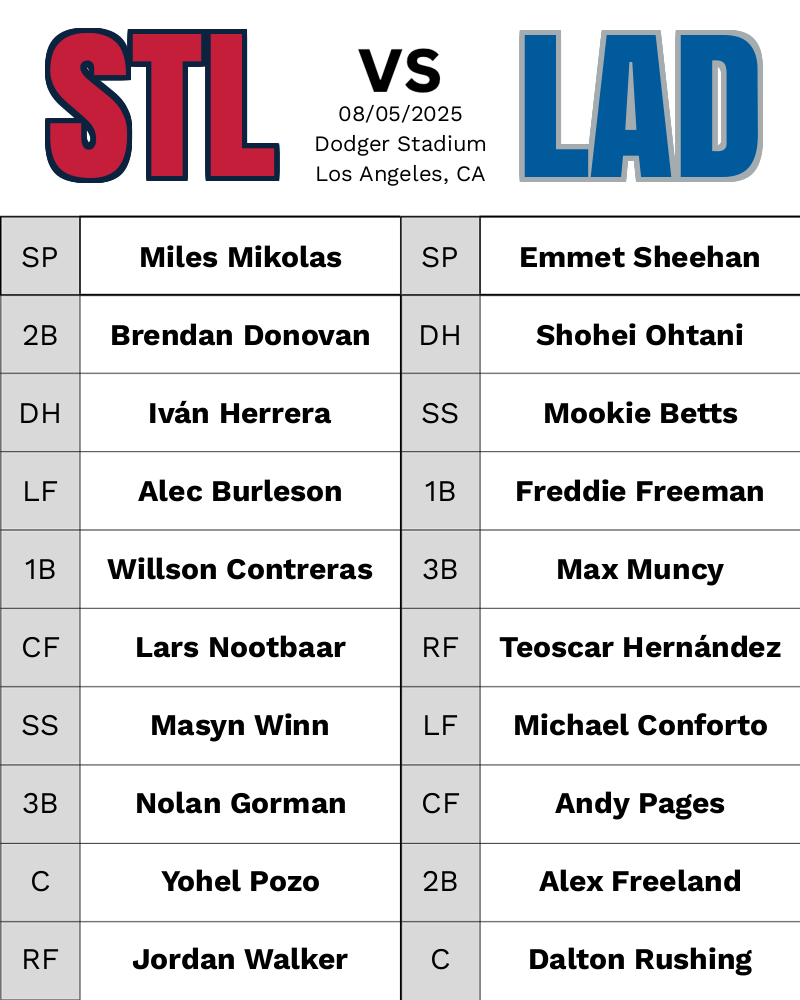 STL VS LAD
08/05/2025
Dodger Stadium
Los Angeles, CA
SP Miles Mikolas SP Emmet Sheehan
2B Brendan Donovan DH Shohei Ohtani
DH Iván Herrera SS Mookie Betts
LF Alec Burleson 1B Freddie Freeman
1B Willson Contreras 3B Max Muncy
CF Lars Nootbaar RF Teoscar Hernández
SS Masyn Winn LF Michael Conforto
3B Nolan Gorman CF Andy Pages
C Yohel Pozo 2B Alex Freeland
RF Jordan Walker C Dalton Rushing